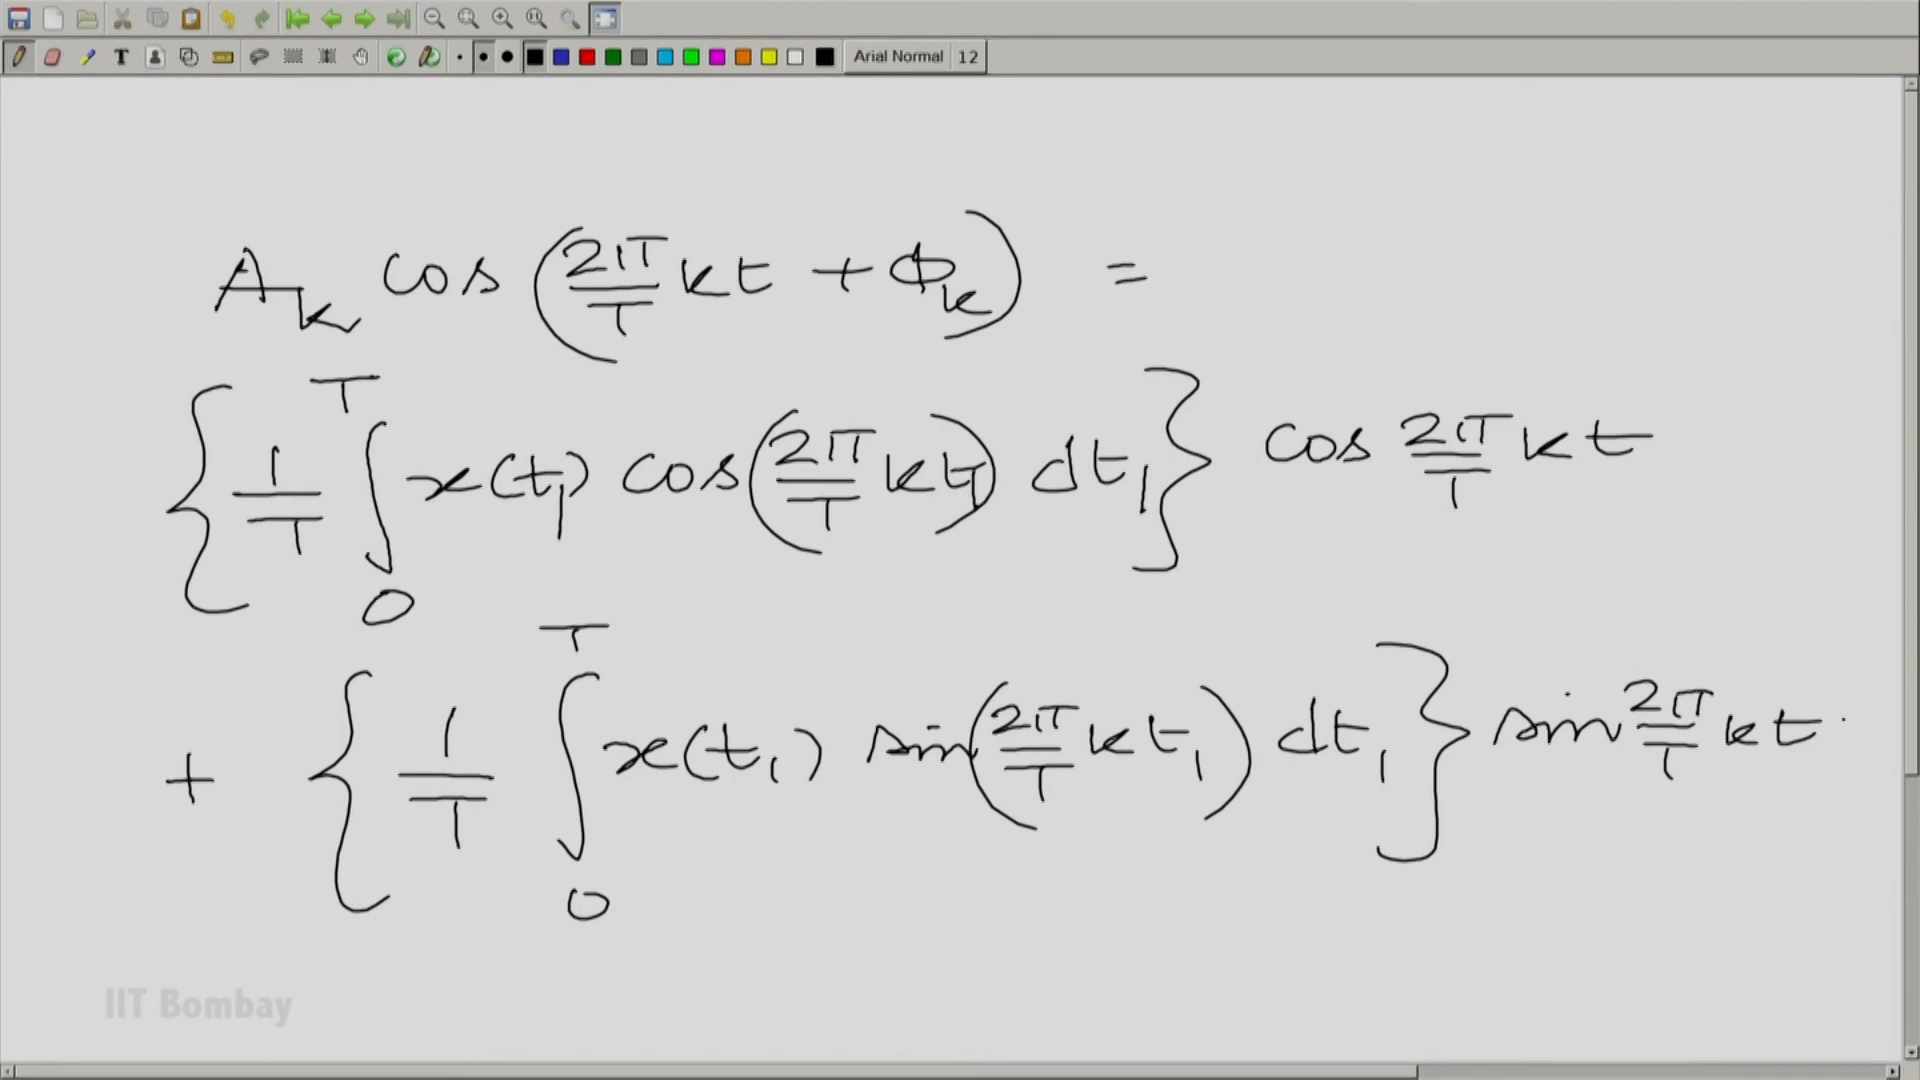 Arial Normal 12
A_k cos (2π/T kt + Φ_k) =
{ 1/T ∫_0^T x(t_1) cos (2π/T kt_1) dt_1 } cos 2π/T kt
+ { 1/T ∫_0^T x(t_1) sin (2π/T kt_1) dt_1 } sin 2π/T kt.
IIT Bombay